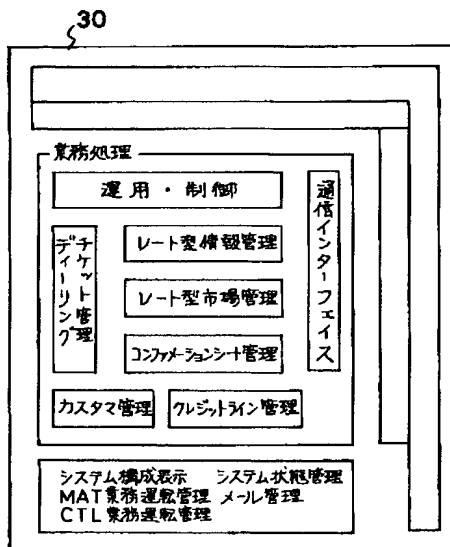 30
業務処理
運用・制御
通信インターフェイス
ディーリング
チケット管理
レート型情報管理
レート型市場管理
コンファメーションシート管理
カスタマ管理
クレジットライン管理
システム構成表示 システム状態管理
MAT業務運転管理 メール管理
CTL業務運転管理